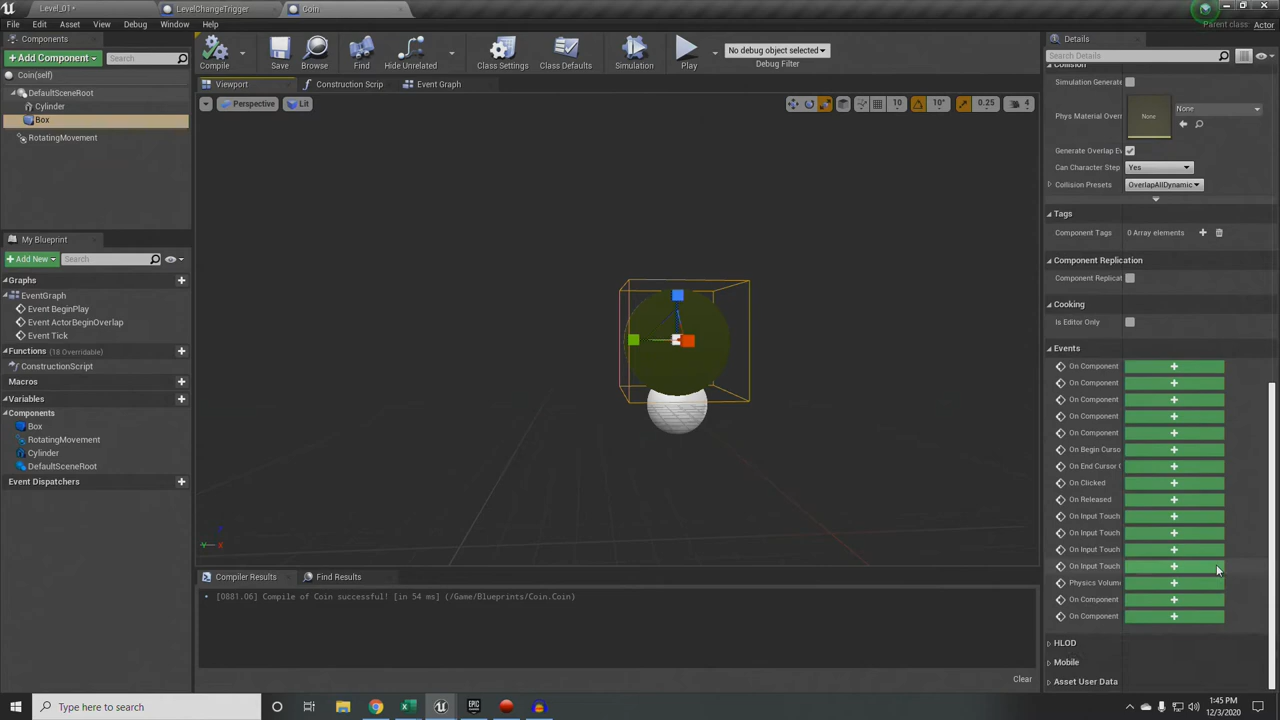 Level_01*
LevelChangeTrigger
Coin
File Edit Asset View Debug Window Help
Parent class: Actor
Components
+ Add Component
Search
Coin(self)
DefaultSceneRoot
Cylinder
Box
RotatingMovement
Compile
Save
Browse
Find
Hide Unrelated
Class Settings
Class Defaults
Simulation
Play
No debug object selected
Debug Filter
Viewport
Construction Scrip
Event Graph
Perspective
Lit
10
10°
0.25
4
My Blueprint
+ Add New
Search
Graphs
EventGraph
Event BeginPlay
Event ActorBeginOverlap
Event Tick
Functions (18 Overridable)
ConstructionScript
Macros
Variables
Components
Box
RotatingMovement
Cylinder
DefaultSceneRoot
Event Dispatchers
Compiler Results
Find Results
[0881.06] Compile of Coin successful! [in 54 ms] (/Game/Blueprints/Coin.Coin)
Clear
Details
Search Details
Collision
Simulation Generate
Phys Material Over
None
None
Generate Overlap Ev
Can Character Step
Yes
Collision Presets
OverlapAllDynamic
Tags
Component Tags
0 Array elements
Component Replication
Component Replicat
Cooking
Is Editor Only
Events
On Component
On Component
On Component
On Component
On Component
On Begin Curso
On End Cursor
On Clicked
On Released
On Input Touch
On Input Touch
On Input Touch
On Input Touch
Physics Volum
On Component
On Component
HLOD
Mobile
Asset User Data
Type here to search
1:45 PM
12/3/2020